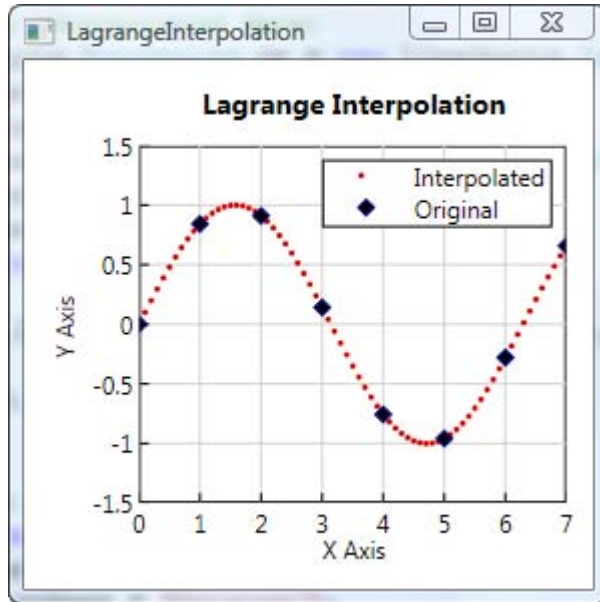 LagrangeInterpolation
Lagrange Interpolation
Interpolated
Original
Y Axis
1.5
1
0.5
0
-0.5
-1
-1.5
0 1 2 3 4 5 6 7
X Axis